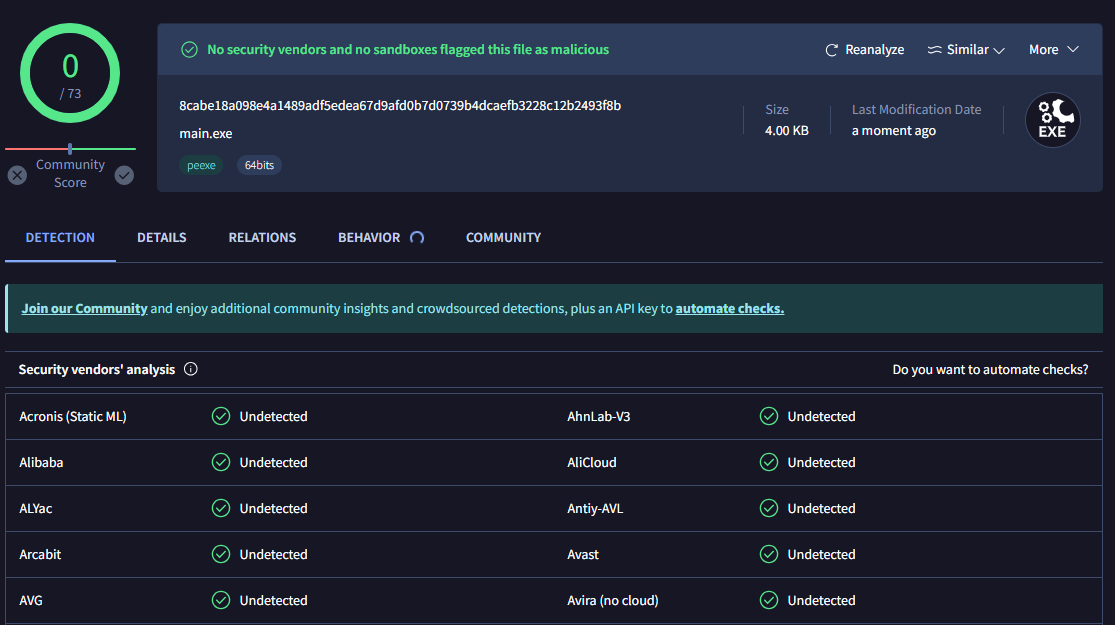 0
/ 73
Community
Score
No security vendors and no sandboxes flagged this file as malicious
Reanalyze
Similar
More
8cabe18a098e4a1489adf5edea67d9afd0b7d0739b4dcaefb3228c12b2493f8b
main.exe
peexe
64bits
Size
4.00 KB
Last Modification Date
a moment ago
EXE
DETECTION
DETAILS
RELATIONS
BEHAVIOR
COMMUNITY
Join our Community and enjoy additional community insights and crowdsourced detections, plus an API key to automate checks.
Security vendors' analysis
Do you want to automate checks?
Acronis (Static ML) Undetected AhnLab-V3 Undetected
Alibaba Undetected AliCloud Undetected
ALYac Undetected Antiy-AVL Undetected
Arcabit Undetected Avast Undetected
AVG Undetected Avira (no cloud) Undetected